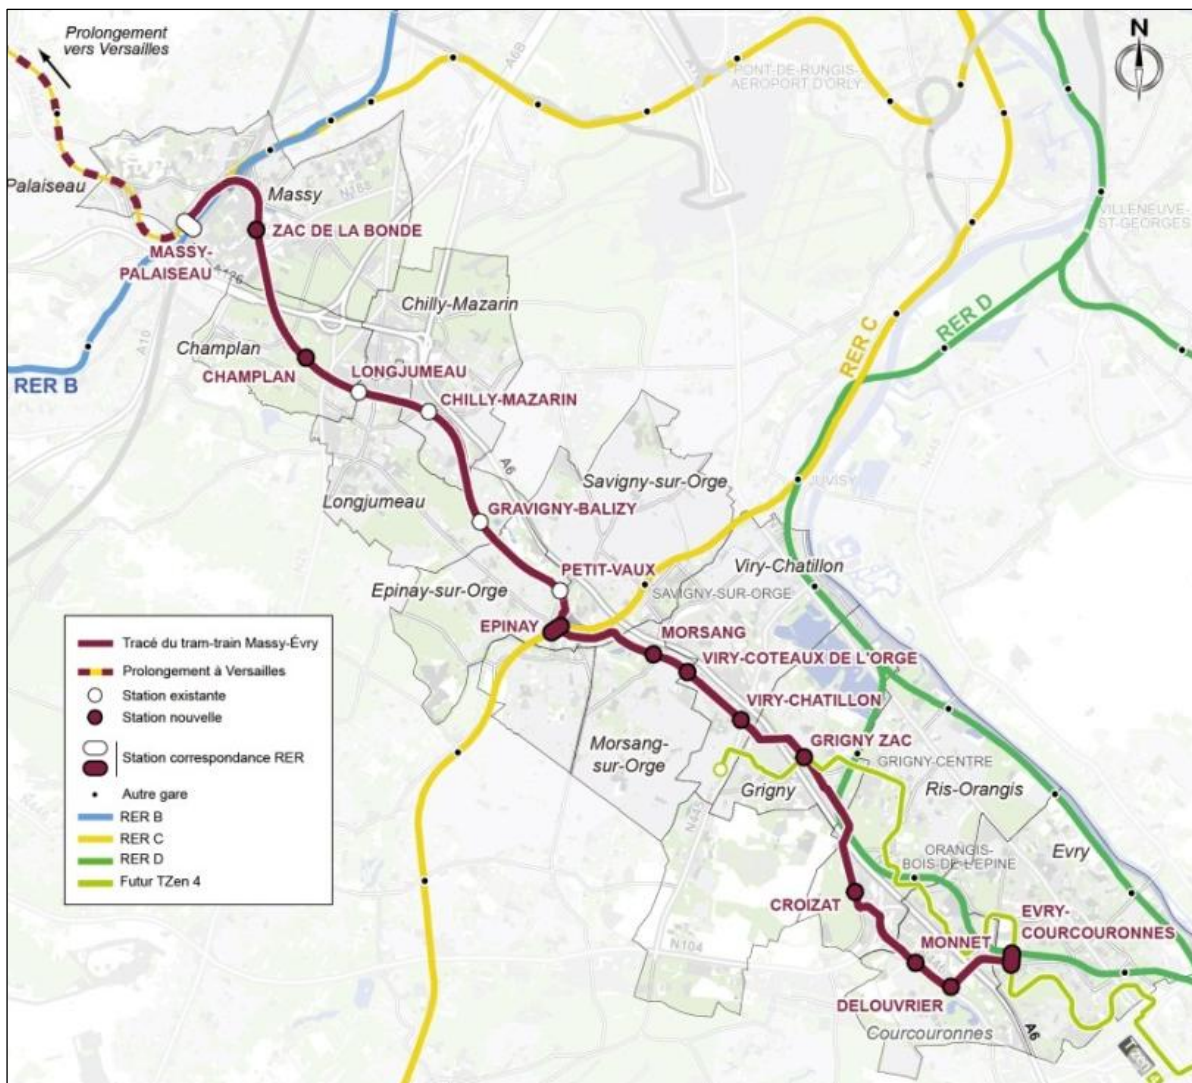 Prolongement
vers Versailles
N
A6B
PONT-DE-RUNGIS-
AEROPORT D'ORLY
Palaiseau
Massy
N188
ZAC DE LA BONDE
MASSY-
PALAISEAU
A126
A10
VILLENEUVE-
ST-GEORGES
Chilly-Mazarin
RER D
RER C
Champlan
CHAMPLAN
LONGJUMEAU
RER B
CHILLY-MAZARIN
A6
Savigny-sur-Orge
JUVISY
Longjumeau
GRAVIGNY-BALIZY
PETIT-VAUX
Viry-Chatillon
Epinay-sur-Orge
SAVIGNY-SUR-ORGE
EPINAY
MORSANG
VIRY-COTEAUX DE L'ORGE
VIRY-CHATILLON
Morsang-
sur-Orge
GRIGNY ZAC
GRIGNY-CENTRE
Grigny
Ris-Orangis
ORANGIS-
BOIS-DE-L'EPINE
Evry
CROIZAT
EVRY-
COURCOURONNES
MONNET
N104
DELOUVRIER
Courcouronnes
A6
Tracé du tram-train Massy-Évry
Prolongement à Versailles
Station existante
Station nouvelle
Station correspondance RER
Autre gare
RER B
RER C
RER D
Futur TZen 4